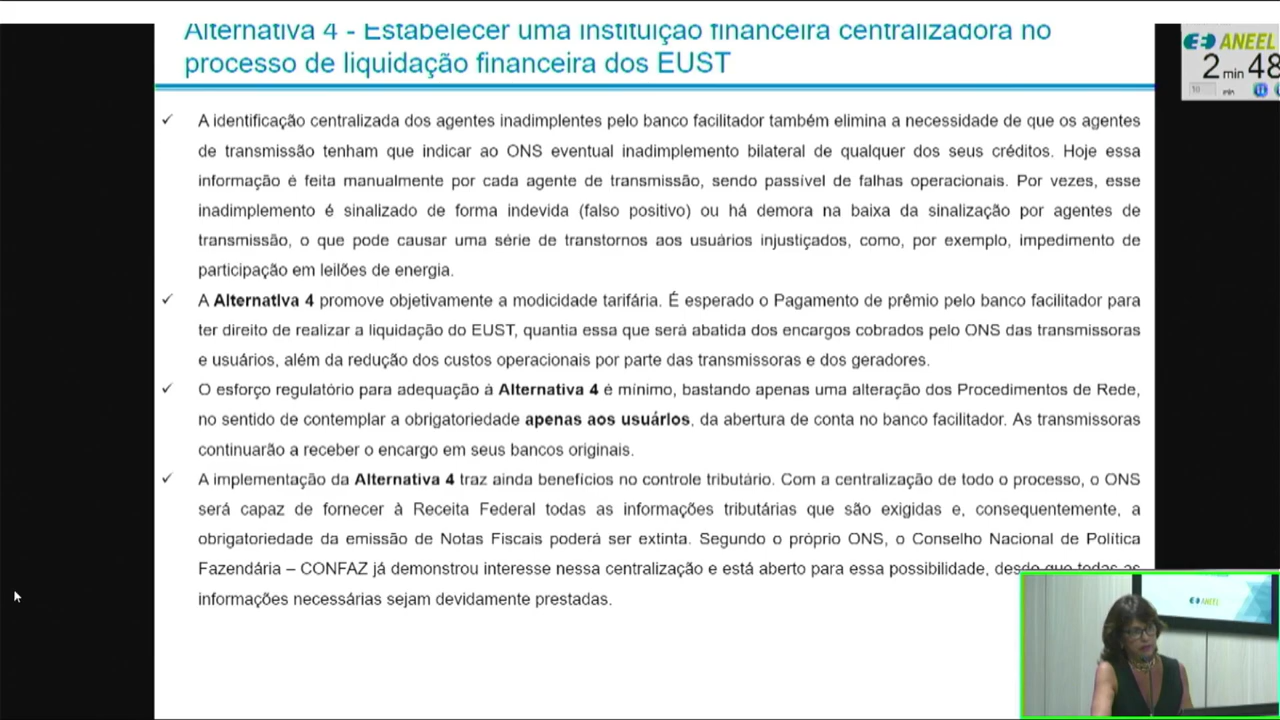 Alternativa 4 - Estabelecer uma instituição financeira centralizadora no
processo de liquidação financeira dos EUST
ANEEL
2 min 48
10 min
✓ A identificação centralizada dos agentes inadimplentes pelo banco facilitador também elimina a necessidade de que os agentes
de transmissão tenham que indicar ao ONS eventual inadimplemento bilateral de qualquer dos seus créditos. Hoje essa
informação é feita manualmente por cada agente de transmissão, sendo passível de falhas operacionais. Por vezes, esse
inadimplemento é sinalizado de forma indevida (falso positivo) ou há demora na baixa da sinalização por agentes de
transmissão, o que pode causar uma série de transtornos aos usuários injustiçados, como, por exemplo, impedimento de
participação em leilões de energia.
✓ A Alternativa 4 promove objetivamente a modicidade tarifária. É esperado o Pagamento de prêmio pelo banco facilitador para
ter direito de realizar a liquidação do EUST, quantia essa que será abatida dos encargos cobrados pelo ONS das transmissoras
e usuários, além da redução dos custos operacionais por parte das transmissoras e dos geradores.
✓ O esforço regulatório para adequação à Alternativa 4 é mínimo, bastando apenas uma alteração dos Procedimentos de Rede,
no sentido de contemplar a obrigatoriedade apenas aos usuários, da abertura de conta no banco facilitador. As transmissoras
continuarão a receber o encargo em seus bancos originais.
✓ A implementação da Alternativa 4 traz ainda benefícios no controle tributário. Com a centralização de todo o processo, o ONS
será capaz de fornecer à Receita Federal todas as informações tributárias que são exigidas e, consequentemente, a
obrigatoriedade da emissão de Notas Fiscais poderá ser extinta. Segundo o próprio ONS, o Conselho Nacional de Política
Fazendária – CONFAZ já demonstrou interesse nessa centralização e está aberto para essa possibilidade, desde que todas as
informações necessárias sejam devidamente prestadas.
ANEEL